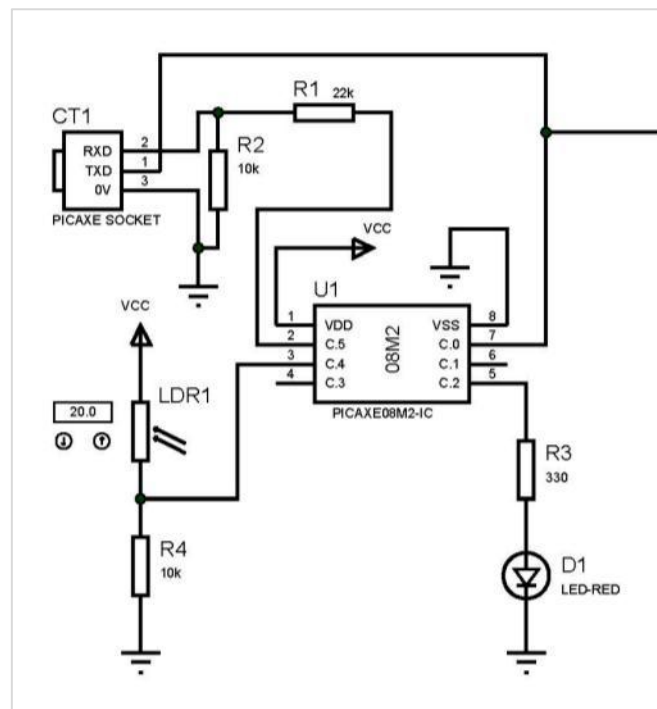 CT1
RXD
TXD
0V
2
1
3
PICAXE SOCKET
R2
10k
R1
22k
VCC
VCC
20.0
LDR1
R4
10k
U1
1
2
3
4
VDD
C.5
C.4
C.3
08M2
VSS
C.0
C.1
C.2
8
7
6
5
PICAXE08M2-IC
R3
330
D1
LED-RED